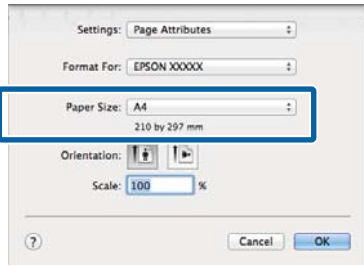 Settings: Page Attributes
Format For: EPSON XXXXX
Paper Size: A4
210 by 297 mm
Orientation:
Scale: 100 %
? Cancel OK